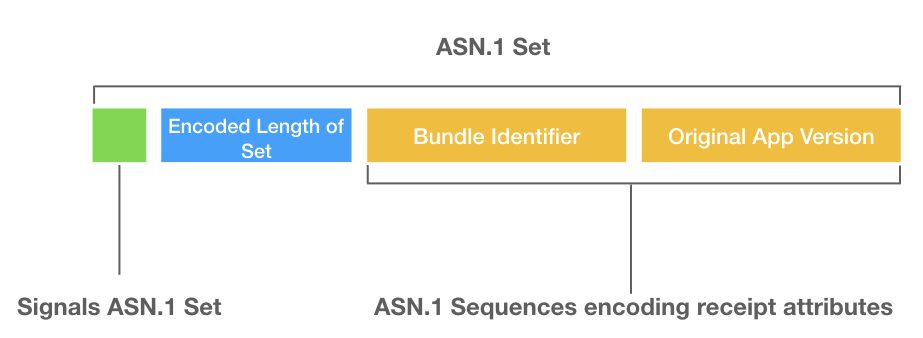 ASN.1 Set
Encoded Length of
Set
Bundle Identifier
Original App Version
Signals ASN.1 Set
ASN.1 Sequences encoding receipt attributes